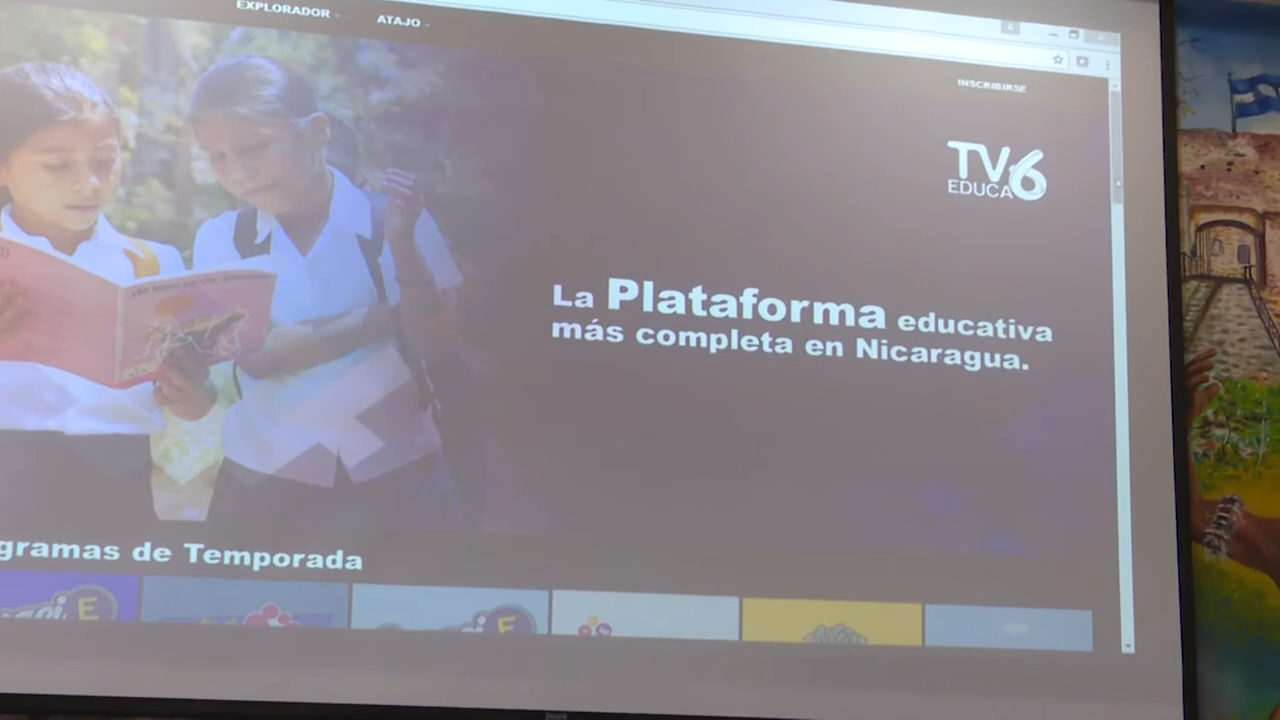 EXPLORADOR
ATAJO
INSCRIBIRSE
TV6
EDUCA
La Plataforma educativa
más completa en Nicaragua.
gramas de Temporada
E
E